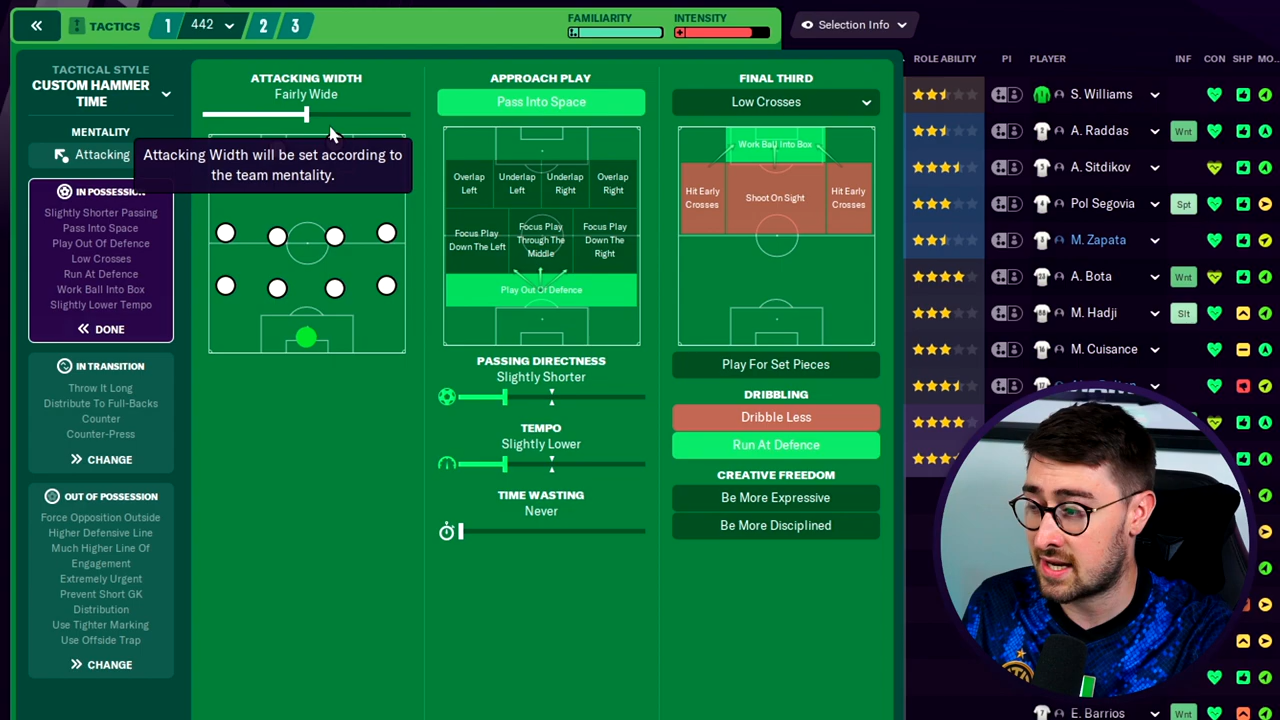 TACTICS
1
442
2
3
FAMILIARITY
INTENSITY
Selection Info
TACTICAL STYLE
CUSTOM HAMMER
TIME
MENTALITY
Attacking
IN POSSESSION
Slightly Shorter Passing
Pass Into Space
Play Out Of Defence
Low Crosses
Run At Defence
Work Ball Into Box
Slightly Lower Tempo
DONE
IN TRANSITION
Throw It Long
Distribute To Full-Backs
Counter
Counter-Press
CHANGE
OUT OF POSSESSION
Force Opposition Outside
Higher Defensive Line
Much Higher Line Of
Engagement
Extremely Urgent
Prevent Short GK
Distribution
Use Tighter Marking
Use Offside Trap
CHANGE
ATTACKING WIDTH
Fairly Wide
Attacking Width will be set according to
the team mentality.
APPROACH PLAY
Pass Into Space
Overlap
Left
Underlap
Left
Underlap
Right
Overlap
Right
Focus Play
Down The Left
Focus Play
Through The
Middle
Focus Play
Down The
Right
Play Out Of Defence
PASSING DIRECTNESS
Slightly Shorter
TEMPO
Slightly Lower
TIME WASTING
Never
FINAL THIRD
Low Crosses
Work Ball Into Box
Hit Early
Crosses
Shoot On Sight
Hit Early
Crosses
Play For Set Pieces
DRIBBLING
Dribble Less
Run At Defence
CREATIVE FREEDOM
Be More Expressive
Be More Disciplined
ROLE ABILITY
PI
PLAYER
INF
CON
SHP
MO...
S. Williams
A. Raddas
Wnt
A. Sitdikov
Pol Segovia
Spt
M. Zapata
A. Bota
Wnt
M. Hadji
Slt
M. Cuisance
E. Barrios
Wnt